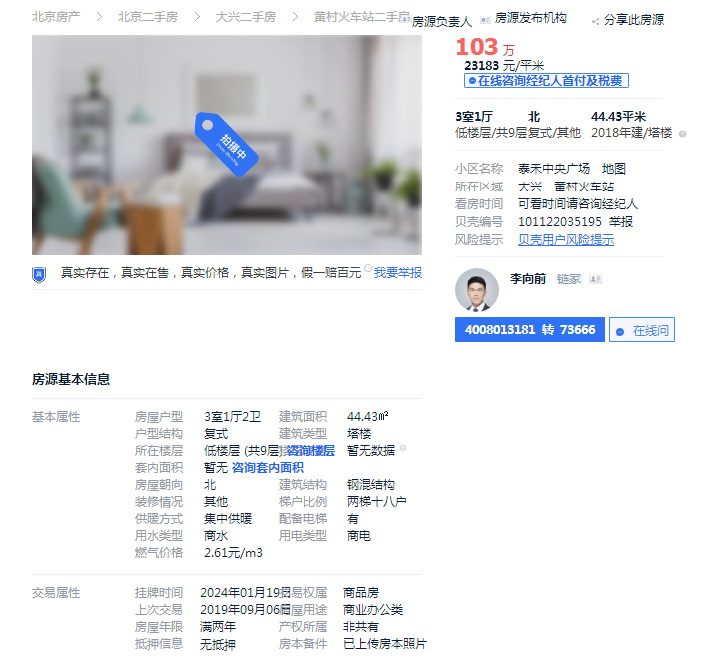 北京房产 > 北京二手房 > 大兴二手房 > 黄村火车站二手房
房源负责人 房源发布机构 分享此房源
103 万
23183 元/平米
在线咨询经纪人首付及税费
拍摄中
3室1厅 北 44.43平米
低楼层/共9层 复式/其他 2018年建/塔楼
小区名称 泰禾中央广场 地图
所在区域 大兴 黄村火车站
看房时间 可看时间请咨询经纪人
贝壳编号 101122035195 举报
风险提示 贝壳用户风险提示
真 真实存在，真实在售，真实价格，真实图片，假一赔百元 我要举报
李向前 链家
4008013181 转 73666 在线问
房源基本信息
基本属性 房屋户型 3室1厅2卫 建筑面积 44.43㎡
户型结构 复式 建筑类型 塔楼
所在楼层 低楼层 (共9层) 咨询楼层 暂无数据
套内面积 暂无 咨询套内面积
房屋朝向 北 建筑结构 钢混结构
装修情况 其他 梯户比例 两梯十八户
供暖方式 集中供暖 配备电梯 有
用水类型 商水 用电类型 商电
燃气价格 2.61元/m3
交易属性 挂牌时间 2024年01月19日 交易权属 商品房
上次交易 2019年09月06日 房屋用途 商业办公类
房屋年限 满两年 产权所属 非共有
抵押信息 无抵押 房本备件 已上传房本照片